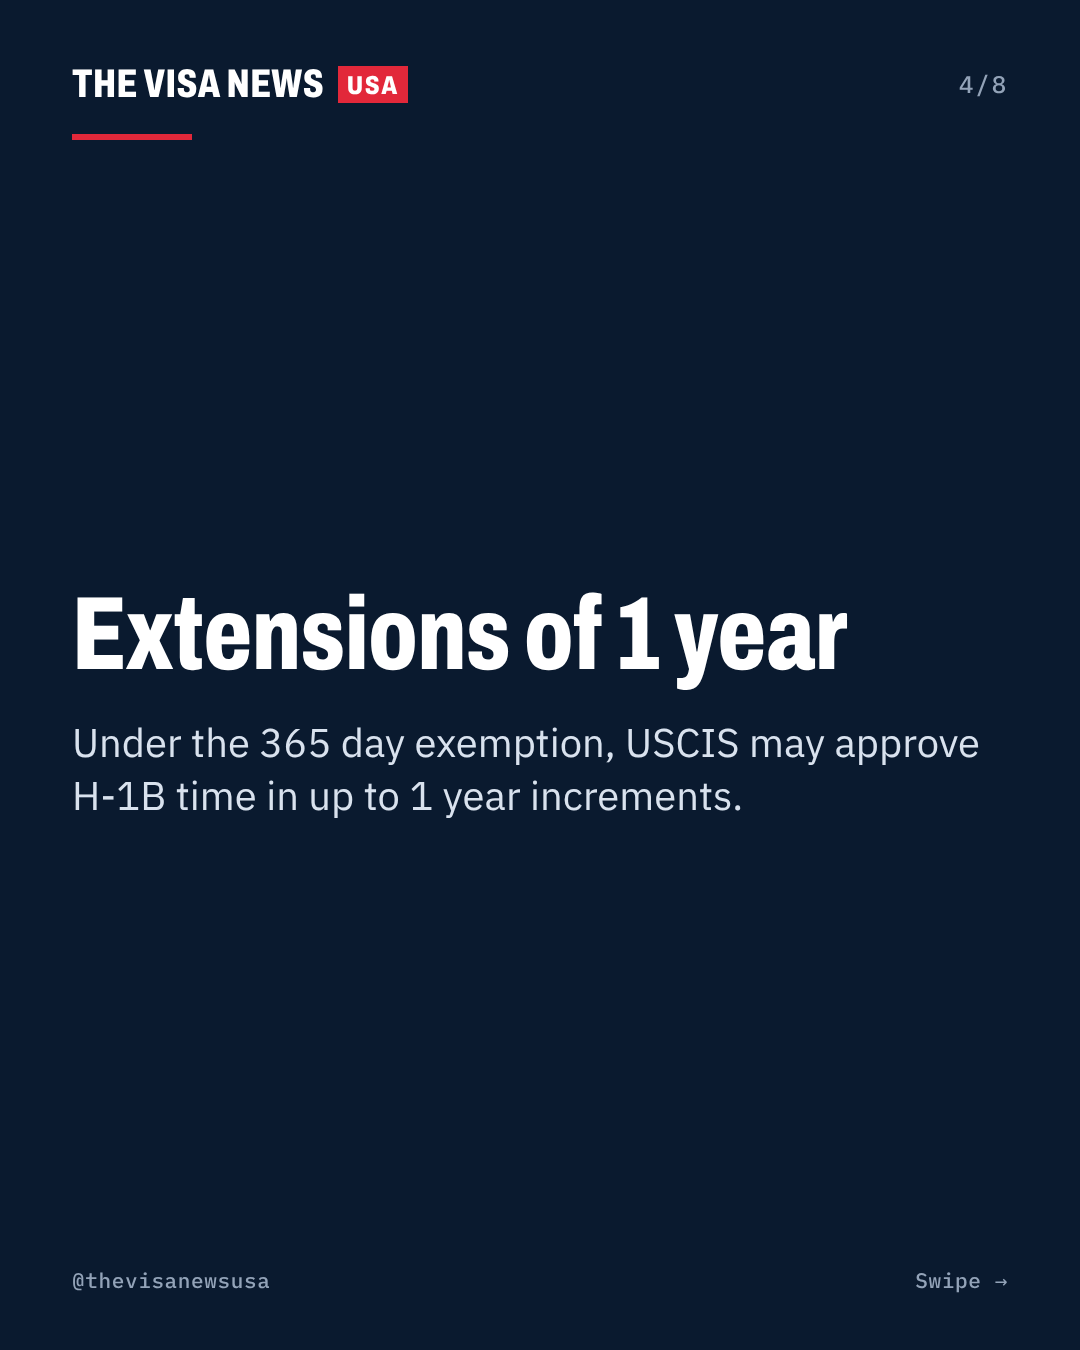 THE VISA NEWS USA
4/8
Extensions of 1 year
Under the 365 day exemption, USCIS may approve
H-1B time in up to 1 year increments.
@thevisanewsusa
Swipe →